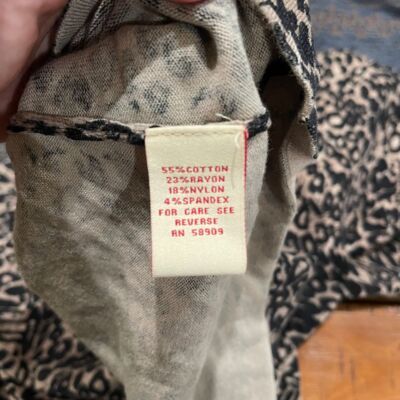 55%COTTON
23%RAYON
18%NYLON
4%SPANDEX
FOR CARE SEE
REVERSE
RN 58909